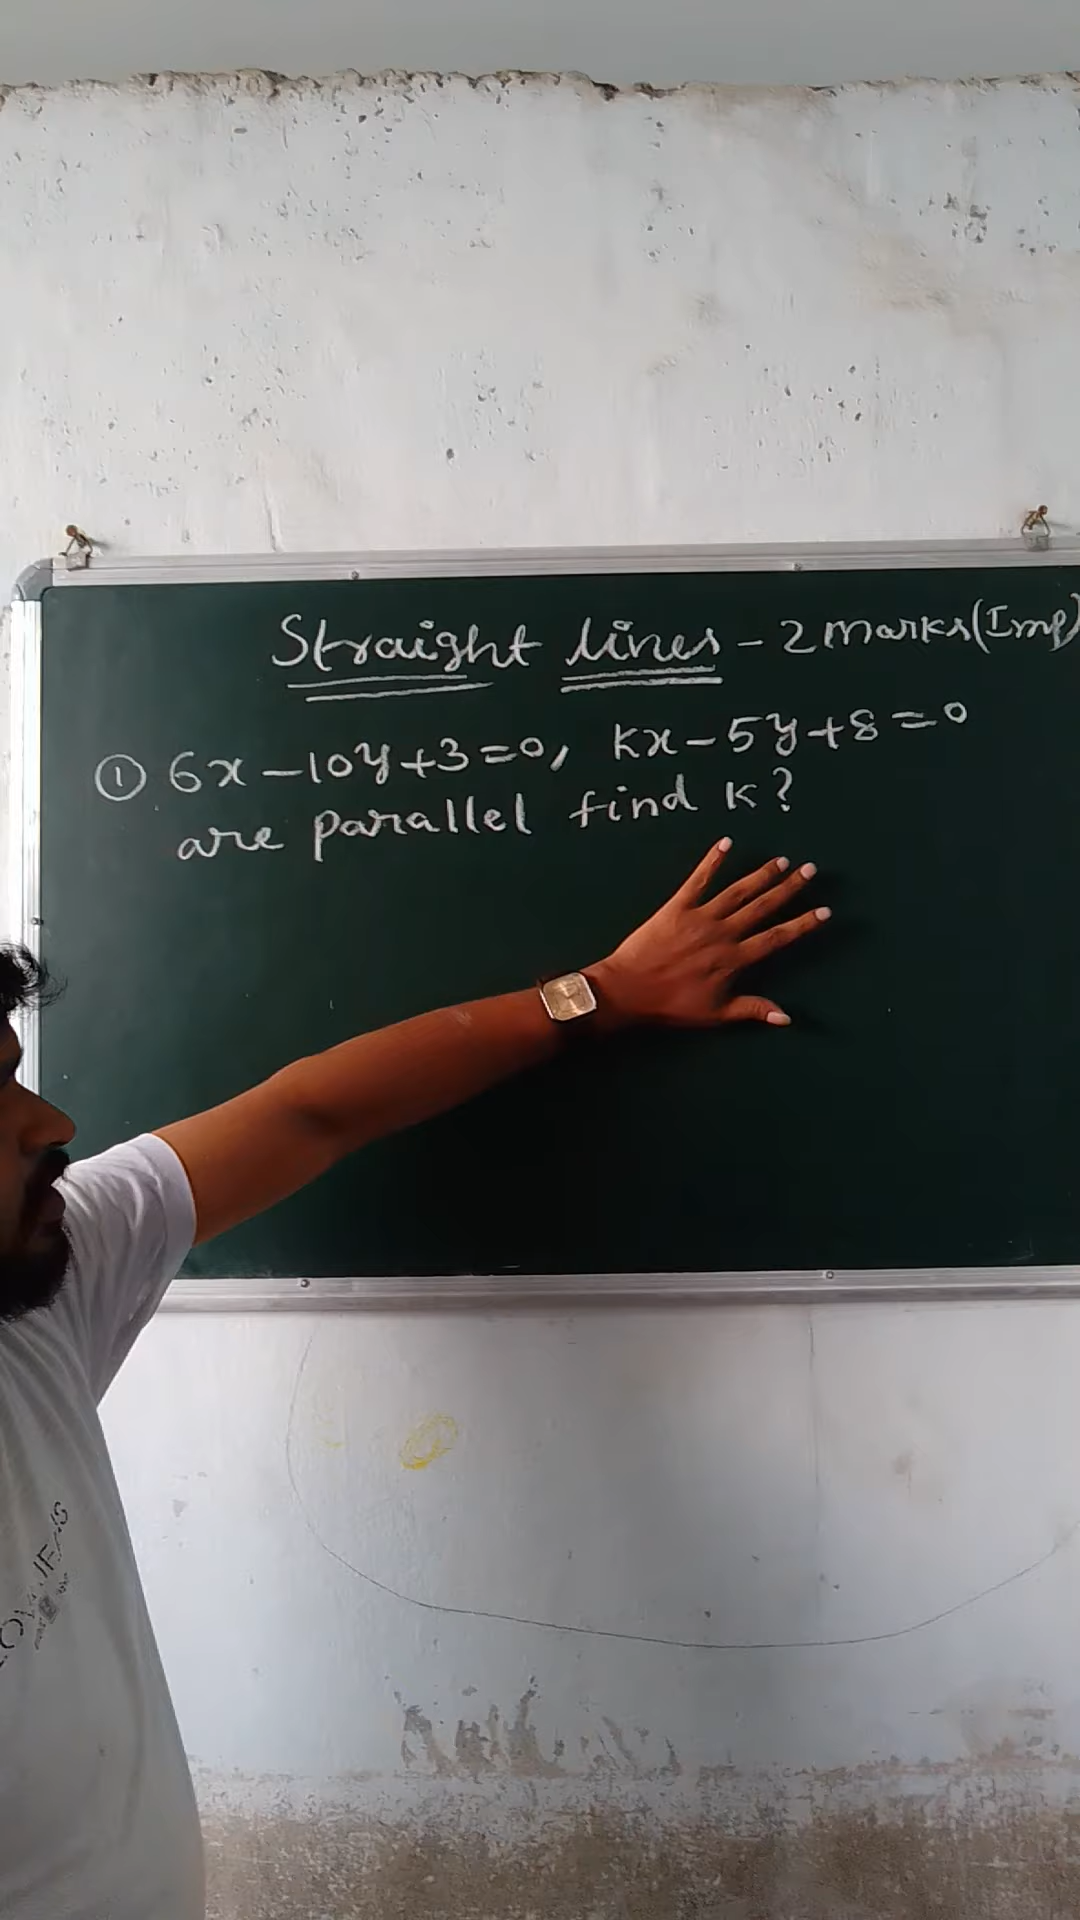 Straight lines - 2 marks (Imp)
① 6x - 10y + 3 = 0, kx - 5y + 8 = 0
are parallel find k?